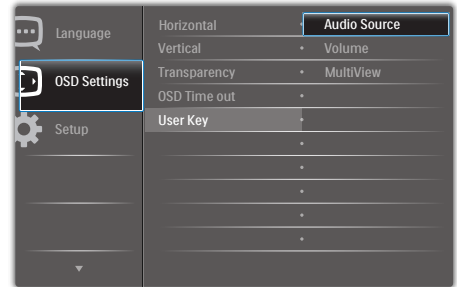 Language
OSD Settings
Setup
Horizontal
Vertical
Transparency
OSD Time out
User Key
Audio Source
Volume
MultiView